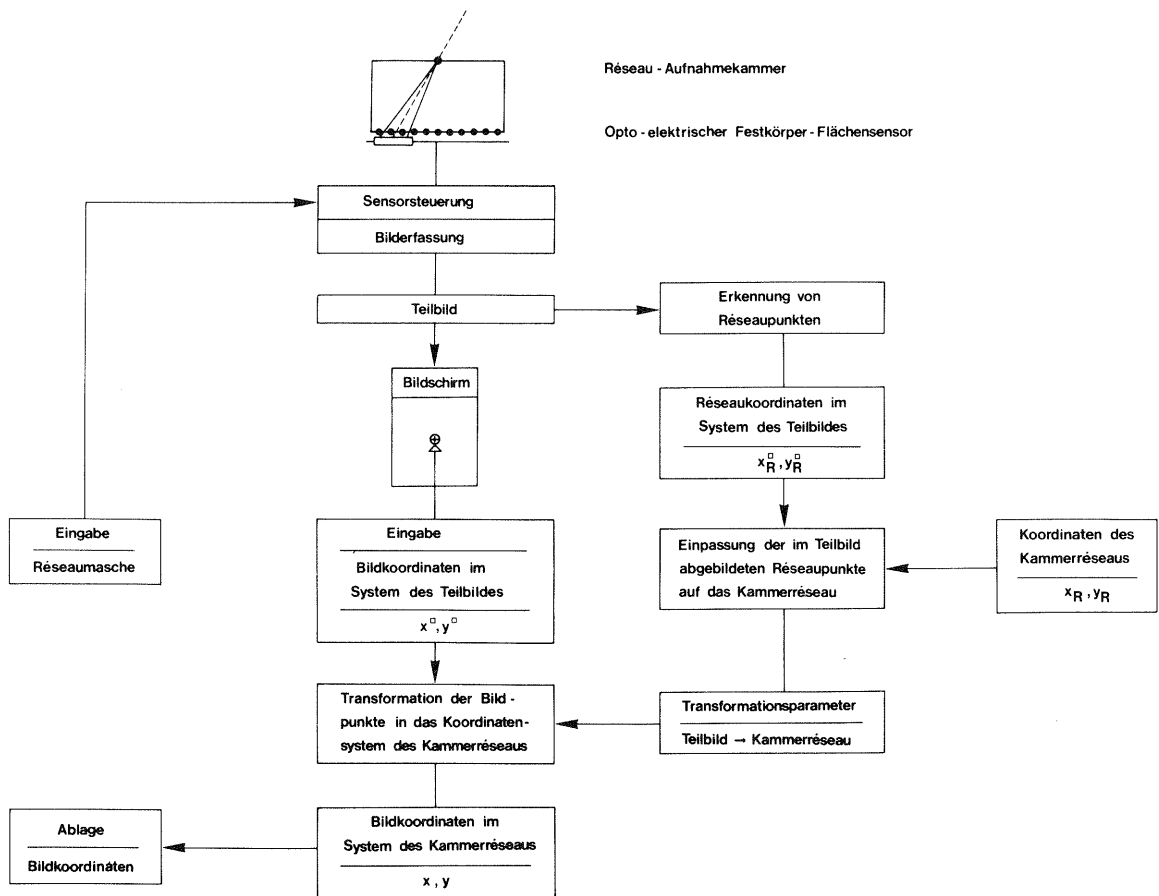 Réseau - Aufnahmekammer
Opto - elektrischer Festkörper - Flächensensor
Sensorsteuerung
Bilderfassung
Teilbild
Erkennung von
Réseaupunkten
Bildschirm
Réseaukoordinaten im
System des Teilbildes
x□R, y□R
Eingabe
Réseaumasche
Eingabe
Bildkoordinaten im
System des Teilbildes
x□, y□
Einpassung der im Teilbild
abgebildeten Réseaupunkte
auf das Kammerréseau
Koordinaten des
Kammerréseaus
xR, yR
Transformation der Bild -
punkte in das Koordinaten-
system des Kammerréseaus
Transformationsparameter
Teilbild → Kammerréseau
Ablage
Bildkoordinaten
Bildkoordinaten im
System des Kammerréseaus
x, y